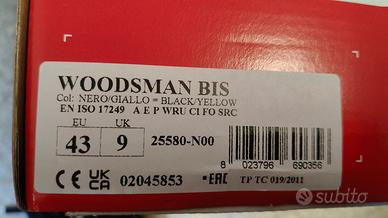 WOODSMAN BIS
Col: NERO/GIALLO = BLACK/YELLOW
EN ISO 17249 A E P WRU CI FO SRC
EU UK
43 9 25580-N00
8 023796 690356
CE UK CA 02045853 EAC TP TC 019/2011
subito